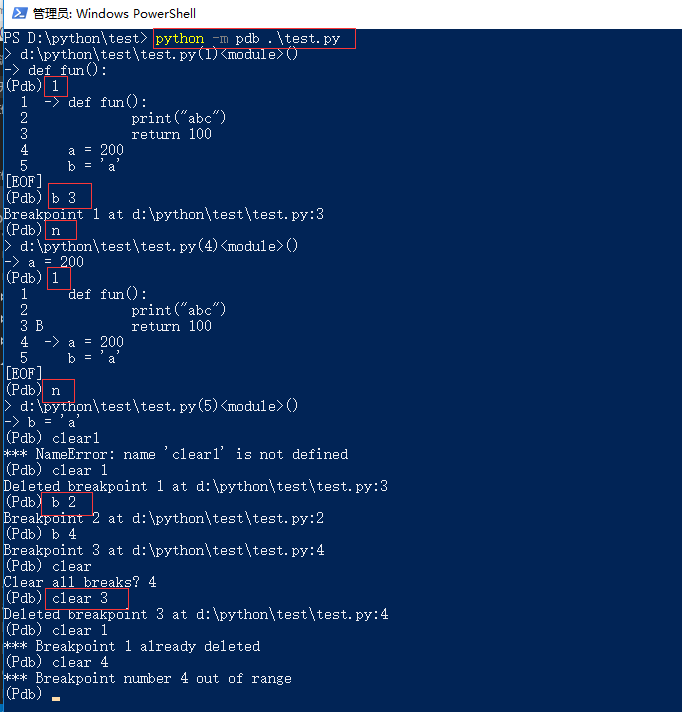 管理员: Windows PowerShell
PS D:\python\test> python -m pdb .\test.py
> d:\python\test\test.py(1)<module>()
-> def fun():
(Pdb) l
  1  -> def fun():
  2             print("abc")
  3             return 100
  4     a = 200
  5     b = 'a'
[EOF]
(Pdb) b 3
Breakpoint 1 at d:\python\test\test.py:3
(Pdb) n
> d:\python\test\test.py(4)<module>()
-> a = 200
(Pdb) l
  1     def fun():
  2             print("abc")
  3 B           return 100
  4  -> a = 200
  5     b = 'a'
[EOF]
(Pdb) n
> d:\python\test\test.py(5)<module>()
-> b = 'a'
(Pdb) clear1
*** NameError: name 'clear1' is not defined
(Pdb) clear 1
Deleted breakpoint 1 at d:\python\test\test.py:3
(Pdb) b 2
Breakpoint 2 at d:\python\test\test.py:2
(Pdb) b 4
Breakpoint 3 at d:\python\test\test.py:4
(Pdb) clear
Clear all breaks? 4
(Pdb) clear 3
Deleted breakpoint 3 at d:\python\test\test.py:4
(Pdb) clear 1
*** Breakpoint 1 already deleted
(Pdb) clear 4
*** Breakpoint number 4 out of range
(Pdb)